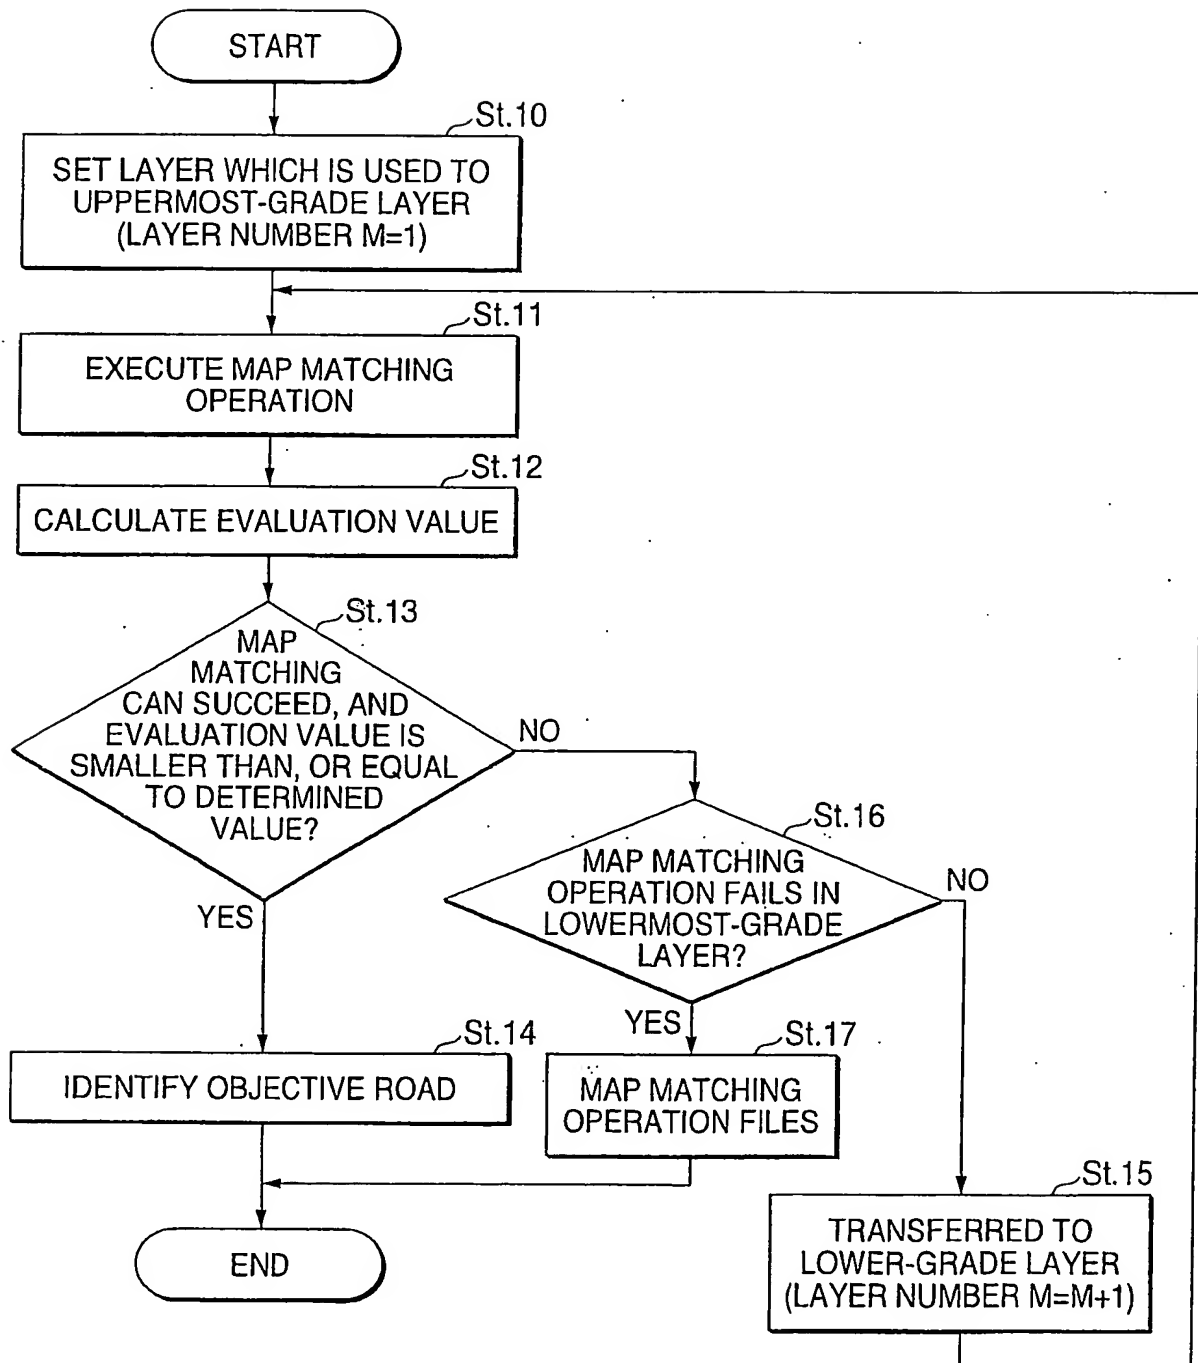 START
St.10
SET LAYER WHICH IS USED TO
UPPERMOST-GRADE LAYER
(LAYER NUMBER M=1)
St.11
EXECUTE MAP MATCHING
OPERATION
St.12
CALCULATE EVALUATION VALUE
St.13
MAP
MATCHING
CAN SUCCEED, AND
EVALUATION VALUE IS
SMALLER THAN, OR EQUAL
TO DETERMINED
VALUE?
NO
YES
St.16
MAP MATCHING
OPERATION FAILS IN
LOWERMOST-GRADE
LAYER?
NO
YES
St.14
IDENTIFY OBJECTIVE ROAD
St.17
MAP MATCHING
OPERATION FILES
St.15
TRANSFERRED TO
LOWER-GRADE LAYER
(LAYER NUMBER M=M+1)
END